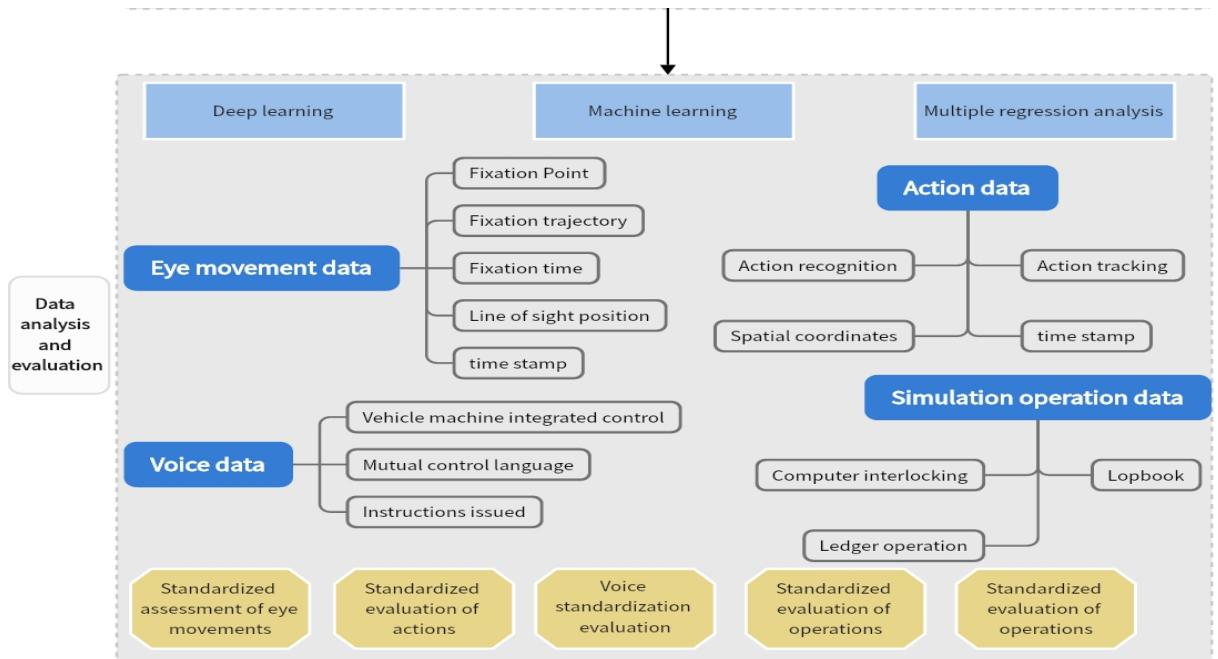 Deep learning
Machine learning
Multiple regression analysis
Data
analysis
and
evaluation
Eye movement data
Fixation Point
Fixation trajectory
Fixation time
Line of sight position
time stamp
Action data
Action recognition
Action tracking
Spatial coordinates
time stamp
Voice data
Vehicle machine integrated control
Mutual control language
Instructions issued
Simulation operation data
Computer interlocking
Lopbook
Ledger operation
Standardized
assessment of eye
movements
Standardized
evaluation of
actions
Voice
standardization
evaluation
Standardized
evaluation of
operations
Standardized
evaluation of
operations